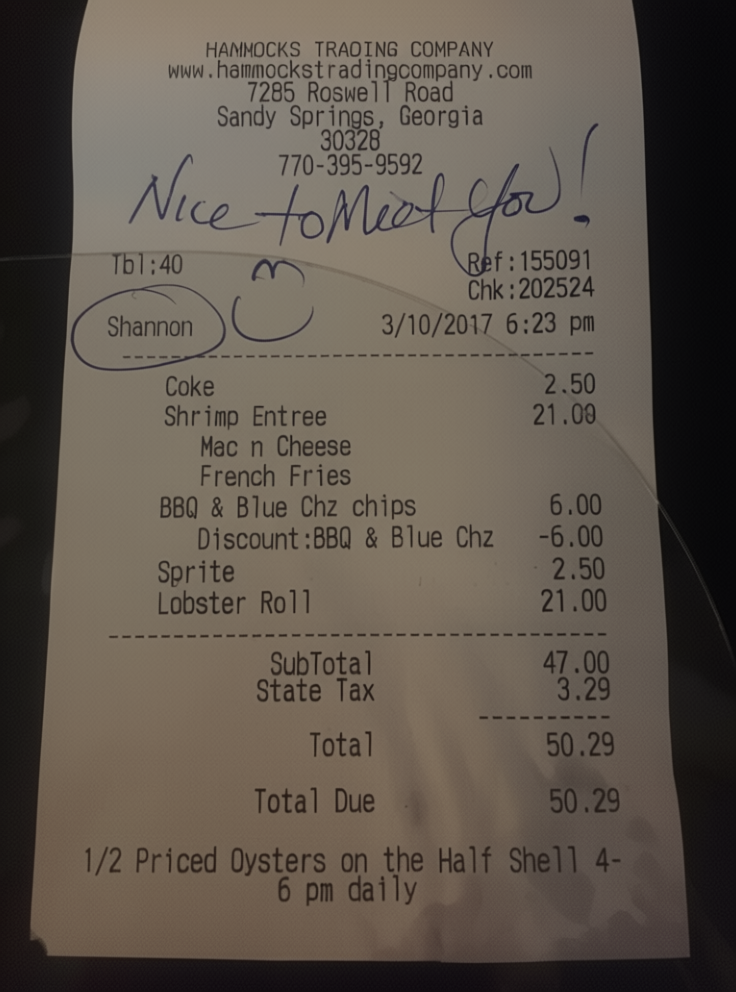 HAMMOCKS TRADING COMPANY
www.hammockstradingcompany.com
7285 Roswell Road
Sandy Springs, Georgia
30328
770-395-9592
Nice to Meet You!
Tbl:40 Ref:155091
Chk:202524
Shannon 3/10/2017 6:23 pm
Coke 2.50
Shrimp Entree 21.00
Mac n Cheese
French Fries
BBQ & Blue Chz chips 6.00
Discount:BBQ & Blue Chz -6.00
Sprite 2.50
Lobster Roll 21.00
SubTotal 47.00
State Tax 3.29
Total 50.29
Total Due 50.29
1/2 Priced Oysters on the Half Shell 4-
6 pm daily